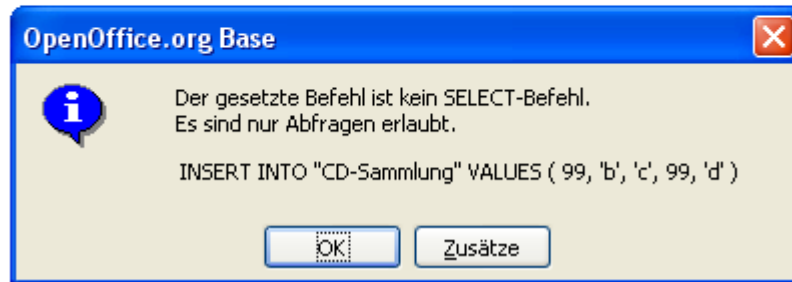 OpenOffice.org Base
Der gesetzte Befehl ist kein SELECT-Befehl.
Es sind nur Abfragen erlaubt.
INSERT INTO "CD-Sammlung" VALUES ( 99, 'b', 'c', 99, 'd' )
OK
Zusätze